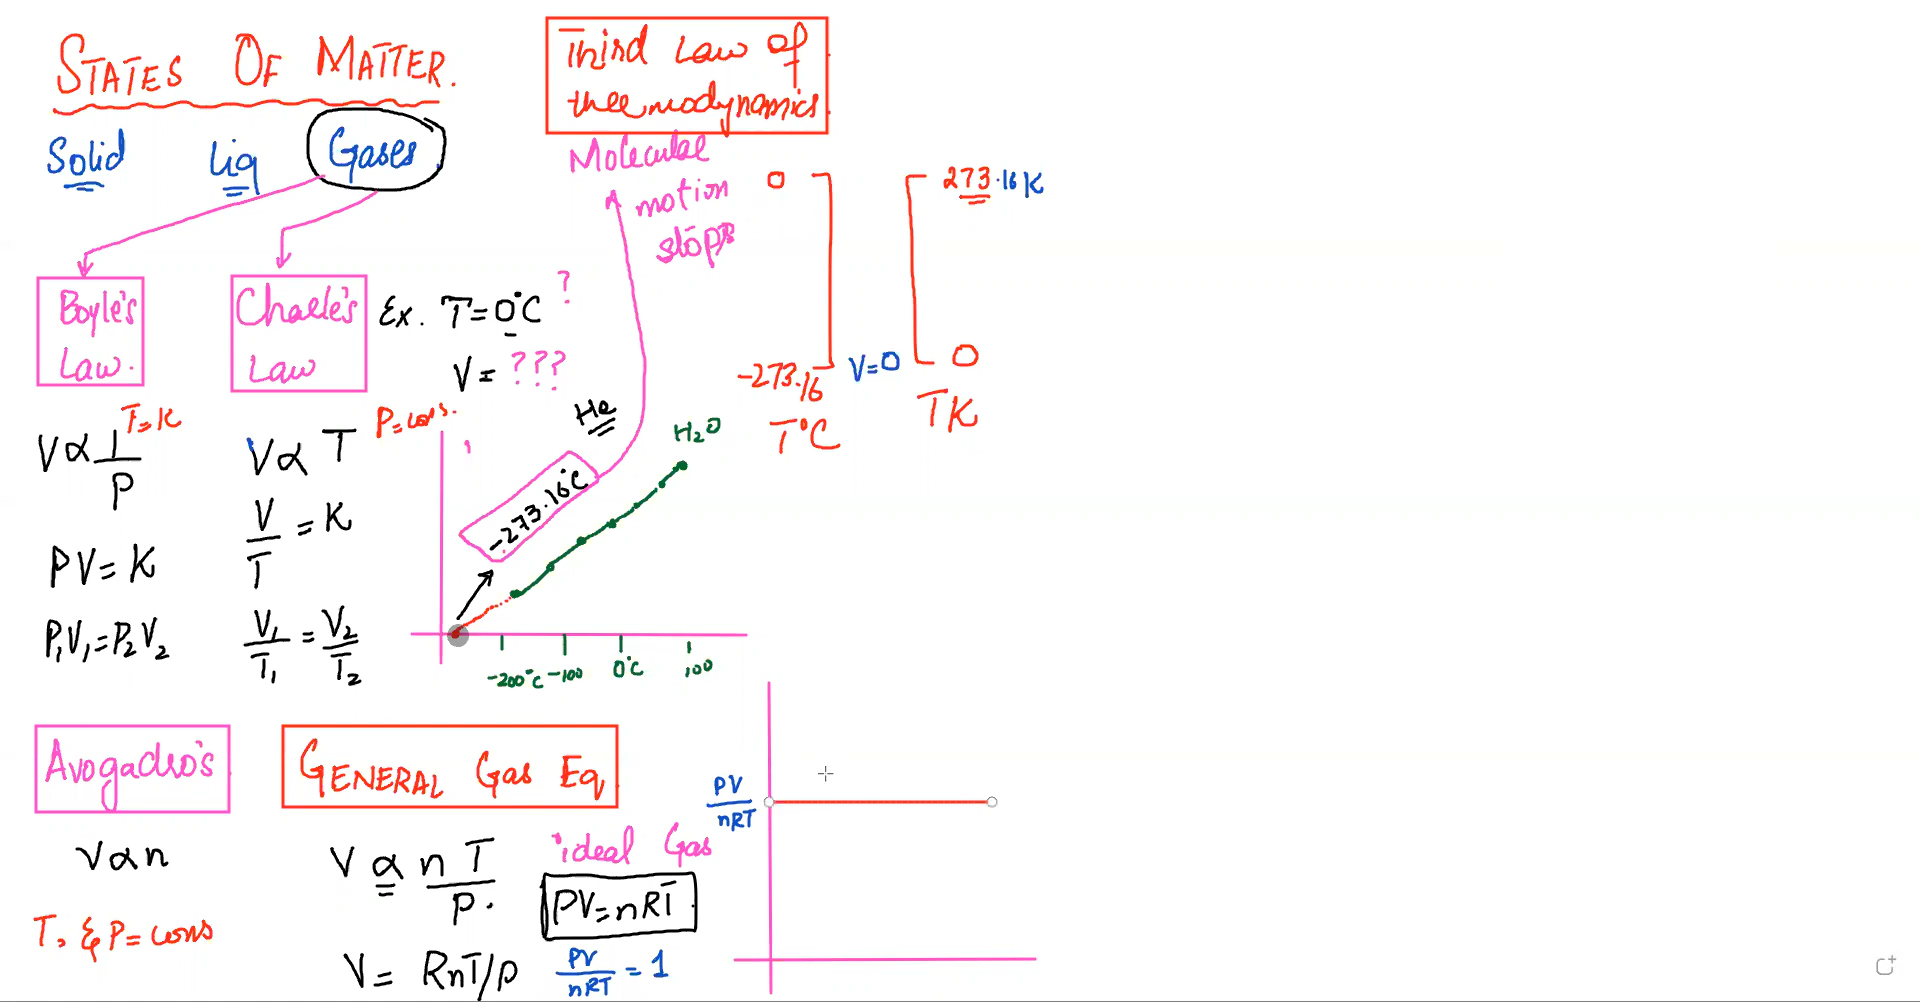 STATES OF MATTER.
Solid Liq Gases
Third Law of
thermodynamics
Molecular
motion
stops
0
-273.16
T°C
V=0
273.16K
0
TK
Boyle's
Law.
V∝1/P
T=K
PV=K
P₁V₁=P₂V₂
Charle's
Law
V∝T
P=cons.
V/T=K
V₁/T₁=V₂/T₂
Ex. T=0°C ?
V= ???
He
-273.16°C
H₂O
-200°C -100 0°C 100
Avogadro's
V∝n
T, & P=cons
GENERAL Gas Eq
V∝nT/P.
V= RnT/P
ideal Gas
PV=nRT
PV/nRT=1
PV/nRT